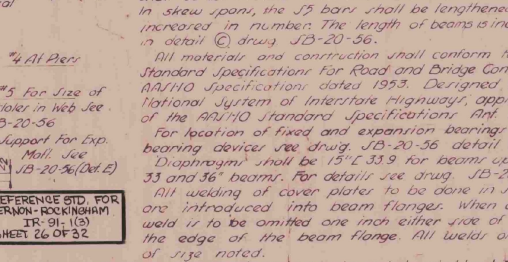 In skew spans, the S5 bars shall be lengthened
increased in number. The length of beams is in
in detail © drwg. SB-20-56.
All materials and construction shall conform t
Standard Specifications For Road and Bridge Con
AASHO Specifications dated 1953. Designed
National System of Interstate Highways, app
of the AASHO Standard Specifications Art.
For location of fixed and expansion bearings
bearing devices see drwg. SB-20-56 detail
Diaphragms shall be 15"[ 33.9 for beams up
33 and 36" beams. For details see drwg. SB-2
All welding of cover plates to be done in s
are introduced into beam flanges. When
weld is to be omitted one inch either side of
the edge of the beam flange. All welds
of size noted.
#4 At Piers
#5 For Size of
Holes in Web See
B-20-56
Support For Exp.
Matl. See
SB-20-56 (Det. E)
REFERENCE STD. FOR
VERNON-ROCKINGHAM
IR-91-1(3)
SHEET 26 OF 32